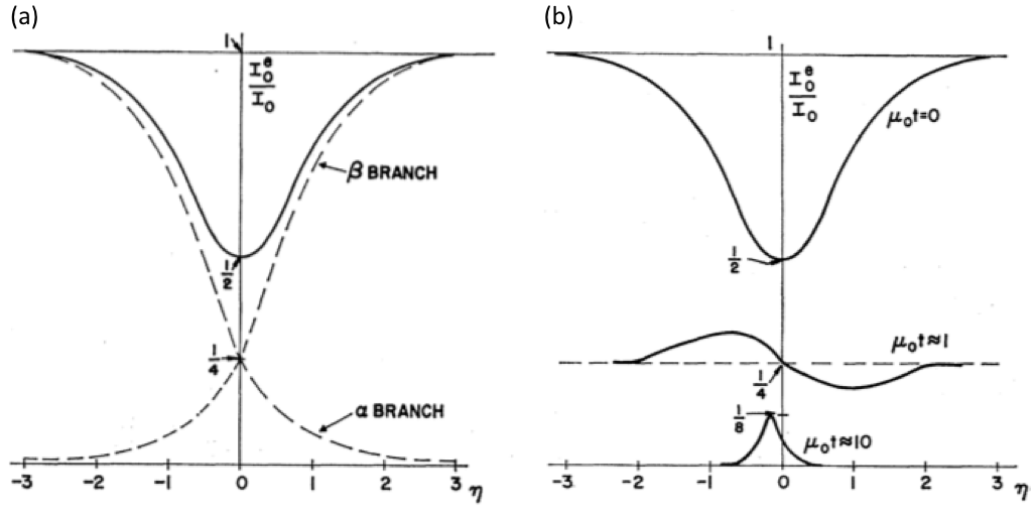 (a)
1
I₀ᵉ
I₀
β BRANCH
1/2
1/4
α BRANCH
-3 -2 -1 0 1 2 3 η
(b)
1
I₀ᵉ
I₀
μ₀t=0
1/2
μ₀t≈1
1/4
1/8
μ₀t≈10
-3 -2 -1 0 1 2 3 η